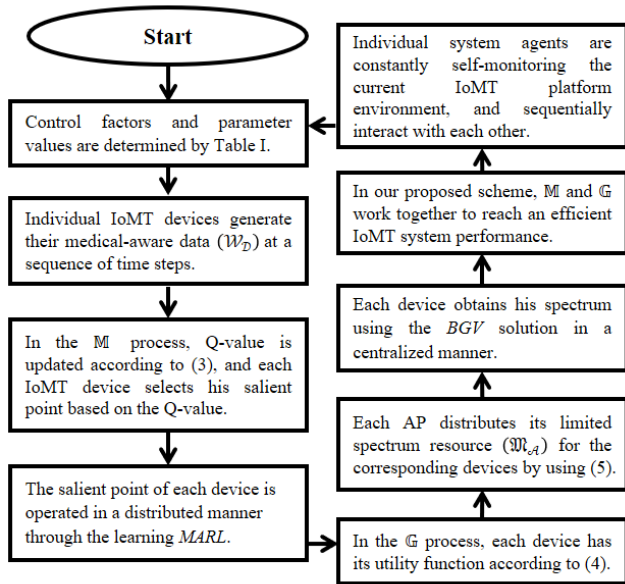 Start
Control factors and parameter
values are determined by Table I.
Individual IoMT devices generate
their medical-aware data (𝒲_𝒟) at a
sequence of time steps.
In the 𝕄 process, Q-value is
updated according to (3), and each
IoMT device selects his salient
point based on the Q-value.
The salient point of each device is
operated in a distributed manner
through the learning MARL.
In the 𝔾 process, each device has
its utility function according to (4).
Each AP distributes its limited
spectrum resource (𝔐_𝒜) for the
corresponding devices by using (5).
Each device obtains his spectrum
using the BGV solution in a
centralized manner.
In our proposed scheme, 𝕄 and 𝔾
work together to reach an efficient
IoMT system performance.
Individual system agents are
constantly self-monitoring the
current IoMT platform
environment, and sequentially
interact with each other.